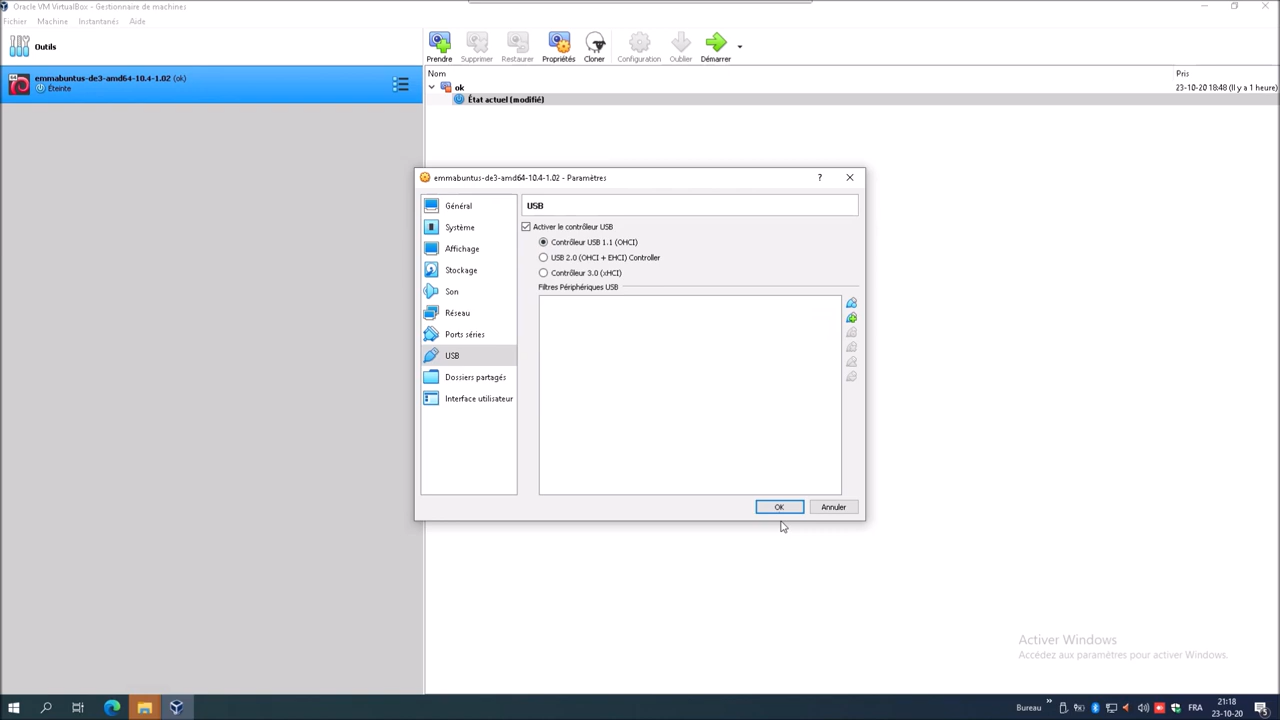 Oracle VM VirtualBox - Gestionnaire de machines
Fichier Machine Instantanés Aide
Outils
Prendre Supprimer Restaurer Propriétés Cloner Configuration Oublier Démarrer
emmabuntus-de3-amd64-10.4-1.02 (ok)
Éteinte
Nom Pris
ok 23-10-20 18:48 (Il y a 1 heure)
État actuel (modifié)
emmabuntus-de3-amd64-10.4-1.02 - Paramètres ?
Général
Système
Affichage
Stockage
Son
Réseau
Ports séries
USB
Dossiers partagés
Interface utilisateur
USB
Activer le contrôleur USB
Contrôleur USB 1.1 (OHCI)
USB 2.0 (OHCI + EHCI) Controller
Contrôleur 3.0 (xHCI)
Filtres Périphériques USB
OK Annuler
Activer Windows
Accédez aux paramètres pour activer Windows.
Bureau » FRA
21:18
23-10-20
5